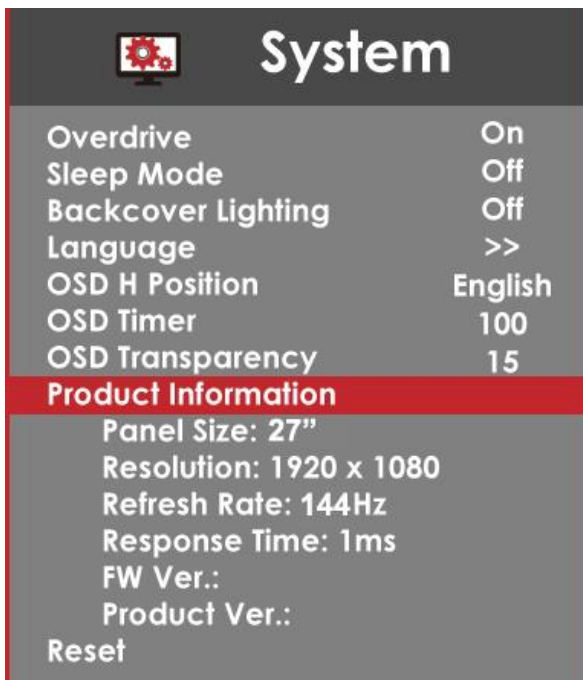 System
Overdrive On
Sleep Mode Off
Backcover Lighting Off
Language >>
OSD H Position English
OSD Timer 100
OSD Transparency 15
Product Information
Panel Size: 27”
Resolution: 1920 x 1080
Refresh Rate: 144Hz
Response Time: 1ms
FW Ver.:
Product Ver.:
Reset